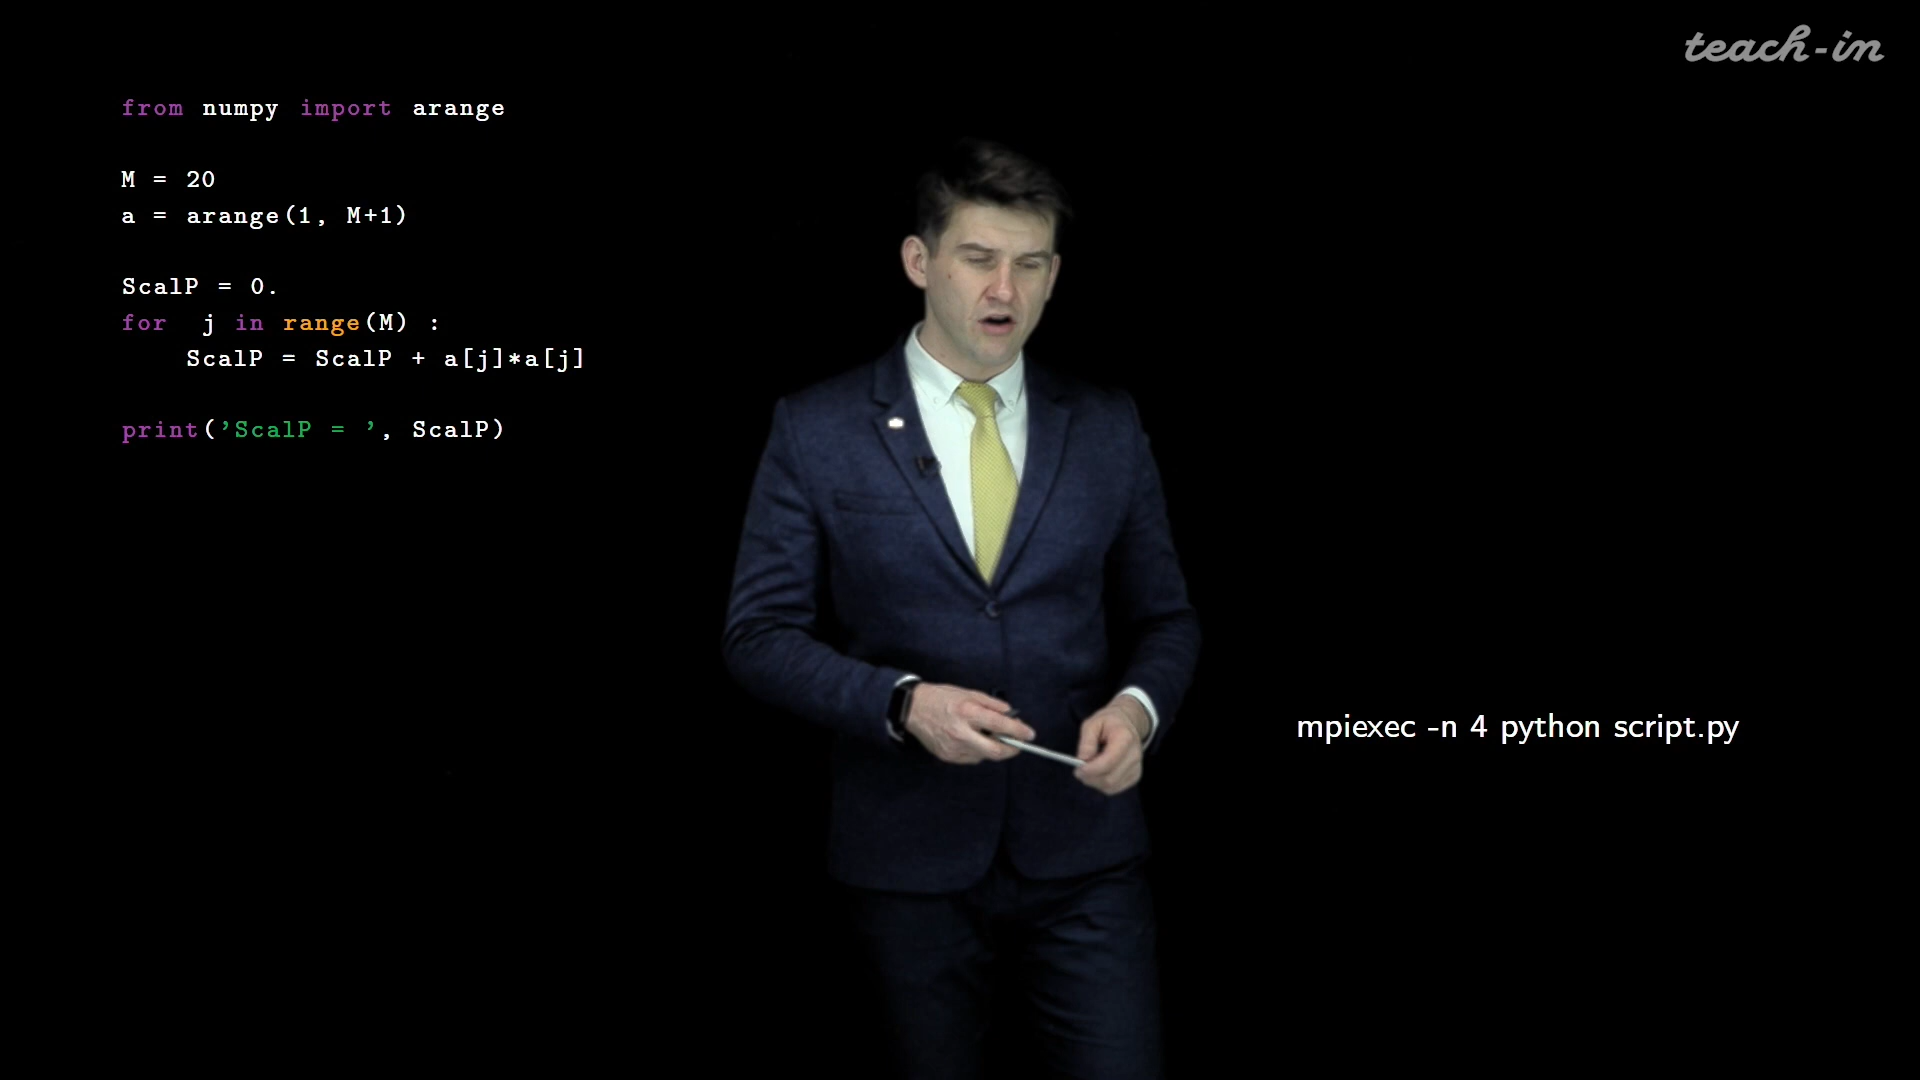 teach-in
from numpy import arange
M = 20
a = arange(1, M+1)
ScalP = 0.
for  j in range(M) :
    ScalP = ScalP + a[j]*a[j]
print('ScalP = ', ScalP)
mpiexec -n 4 python script.py